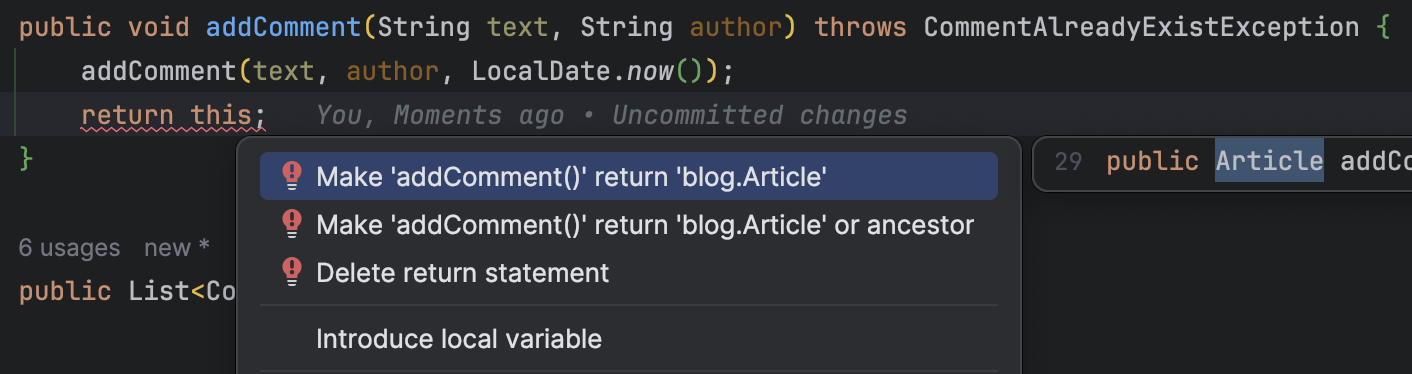 public void addComment(String text, String author) throws CommentAlreadyExistException {
addComment(text, author, LocalDate.now());
return this; You, Moments ago • Uncommitted changes
}
Make 'addComment()' return 'blog.Article'
29 public Article addCo
Make 'addComment()' return 'blog.Article' or ancestor
6 usages new *
Delete return statement
public List<Co
Introduce local variable